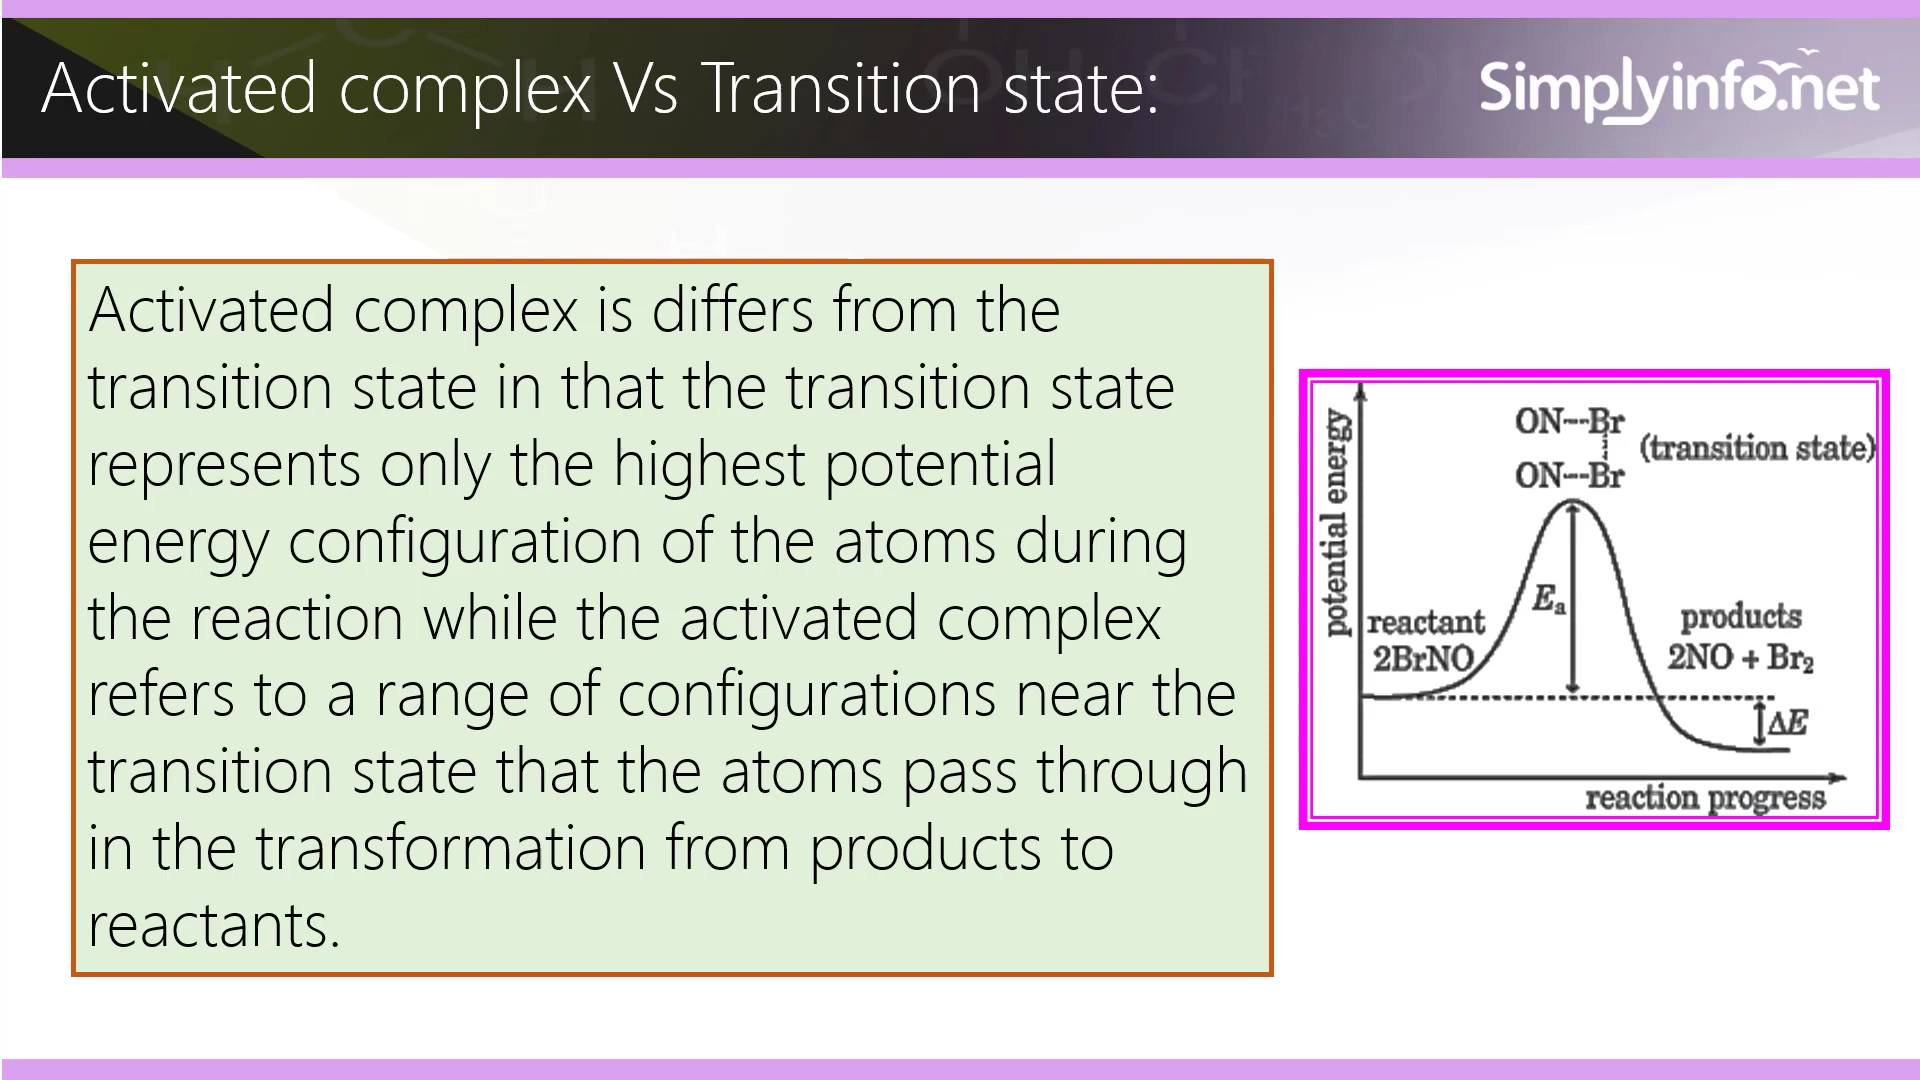 Activated complex Vs Transition state:
Simplyinfo.net
Activated complex is differs from the
transition state in that the transition state
represents only the highest potential
energy configuration of the atoms during
the reaction while the activated complex
refers to a range of configurations near the
transition state that the atoms pass through
in the transformation from products to
reactants.
potential energy
ON---Br
(transition state)
ON---Br
Ea
reactant
2BrNO
products
2NO + Br2
ΔE
reaction progress